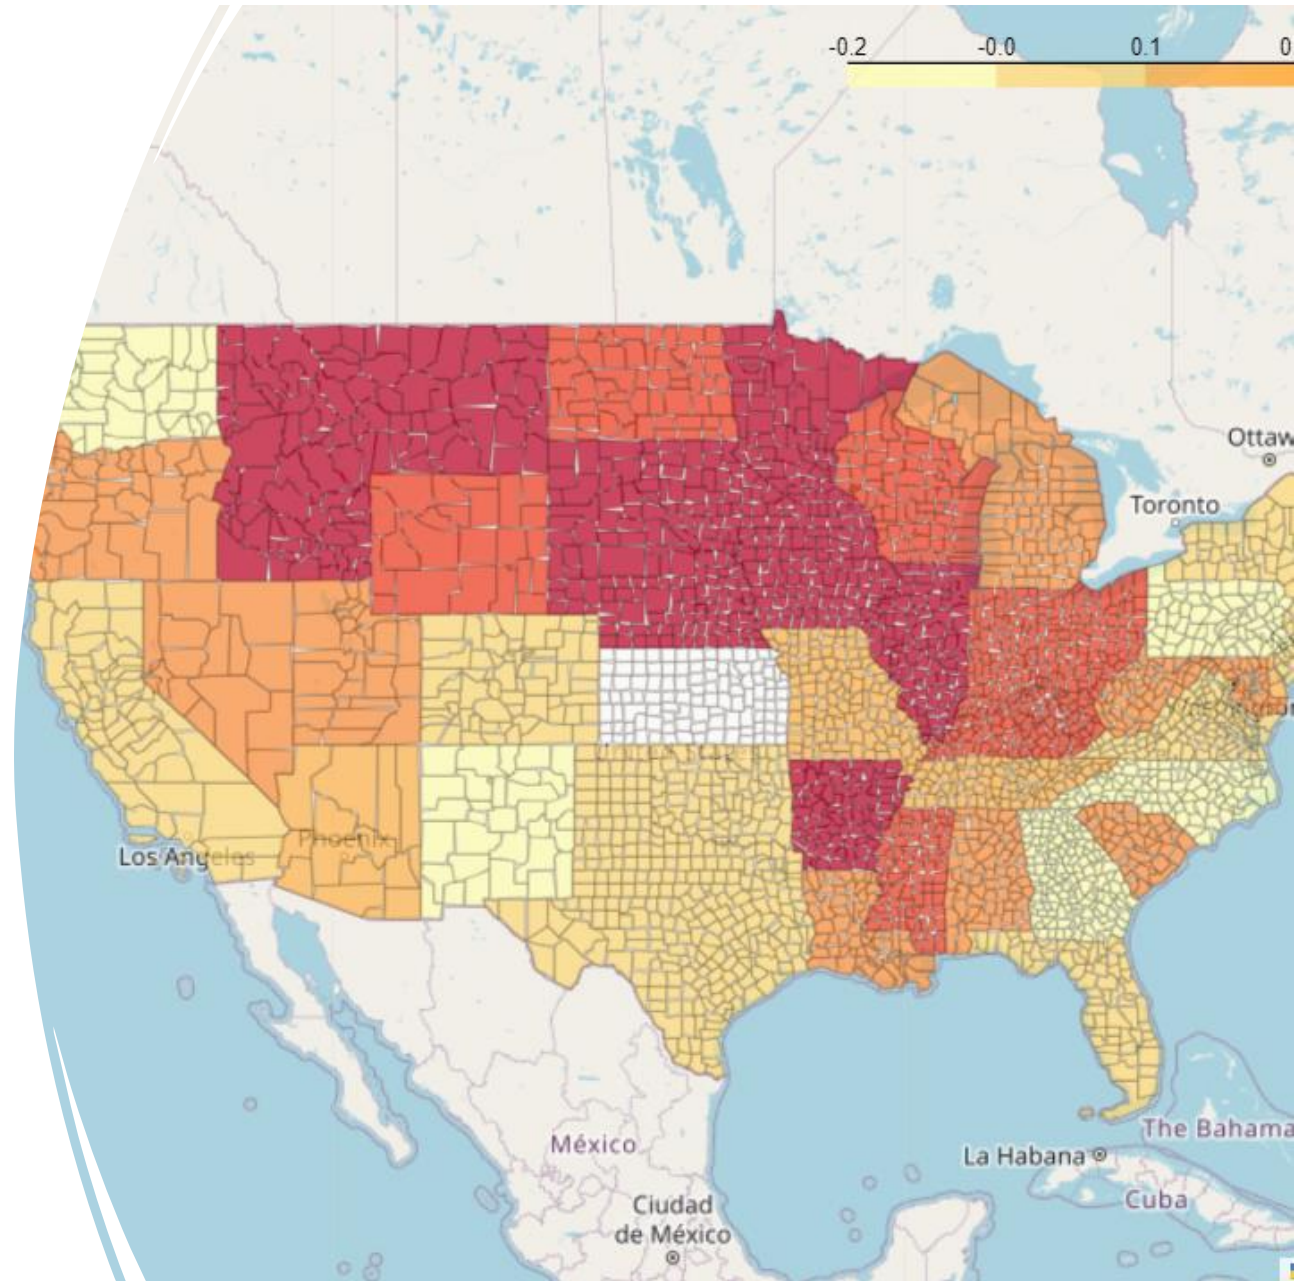 -0.2 -0.0 0.1 0
Ottaw
Toronto
Phoenix
Los Angeles
México
The Bahama
La Habana
Cuba
Ciudad
de México